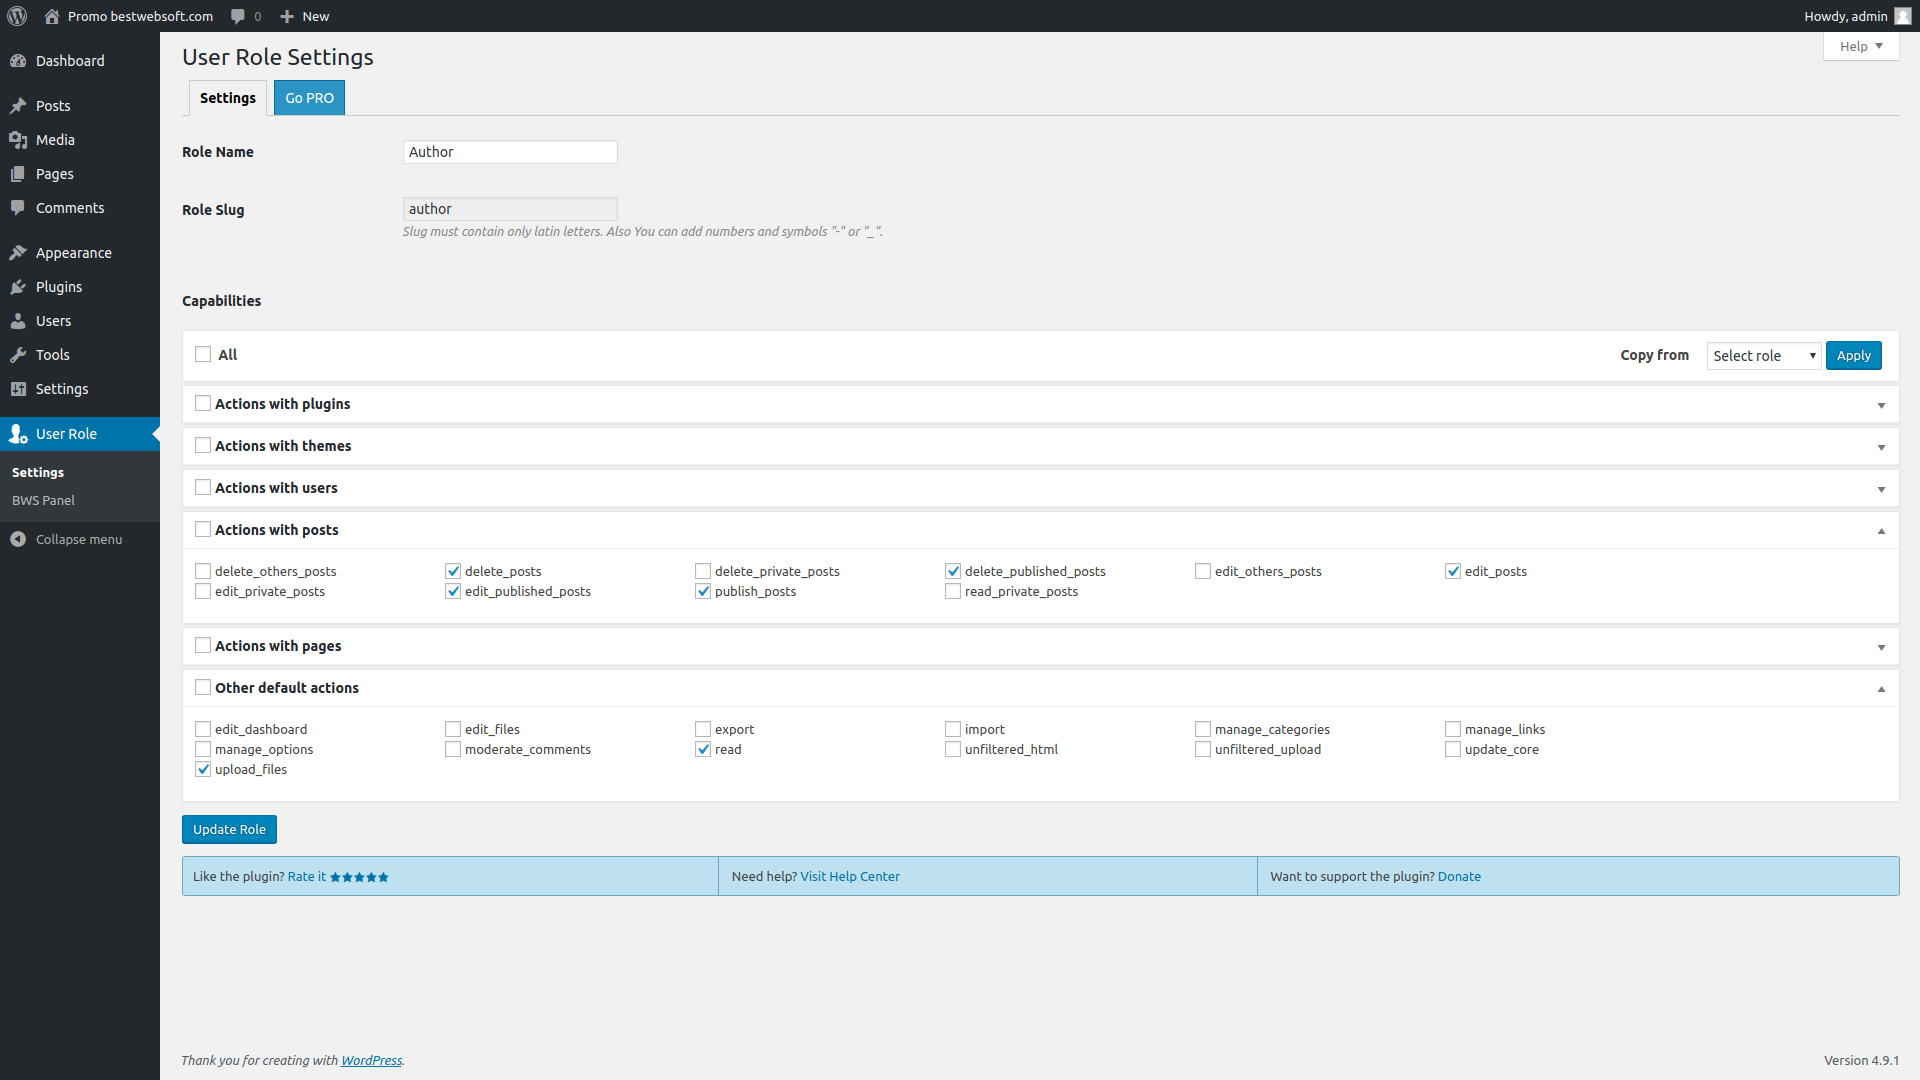 Promo bestwebsoft.com 0 New Howdy, admin
Dashboard
Posts
Media
Pages
Comments
Appearance
Plugins
Users
Tools
Settings
User Role
Settings
BWS Panel
Collapse menu
User Role Settings
Help
Settings Go PRO
Role Name Author
Role Slug author
Slug must contain only latin letters. Also You can add numbers and symbols "-" or "_".
Capabilities
All Copy from Select role Apply
Actions with plugins
Actions with themes
Actions with users
Actions with posts
delete_others_posts delete_posts delete_private_posts delete_published_posts edit_others_posts edit_posts
edit_private_posts edit_published_posts publish_posts read_private_posts
Actions with pages
Other default actions
edit_dashboard edit_files export import manage_categories manage_links
manage_options moderate_comments read unfiltered_html unfiltered_upload update_core
upload_files
Update Role
Like the plugin? Rate it ★★★★★ Need help? Visit Help Center Want to support the plugin? Donate
Thank you for creating with WordPress. Version 4.9.1